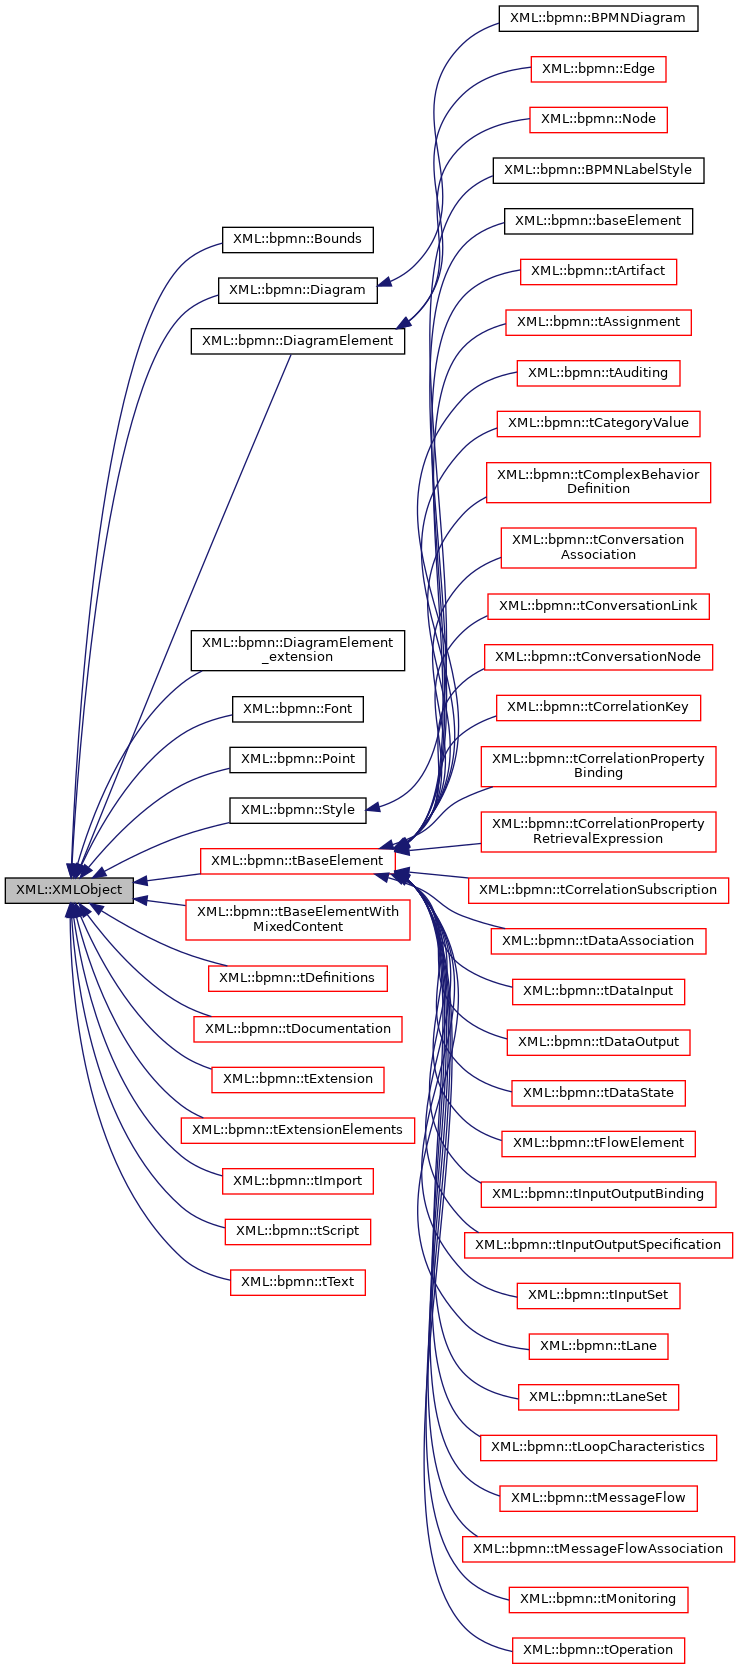 XML::bpmn::BPMNDiagram
XML::bpmn::Edge
XML::bpmn::Node
XML::bpmn::BPMNLabelStyle
XML::bpmn::baseElement
XML::bpmn::Bounds
XML::bpmn::tArtifact
XML::bpmn::Diagram
XML::bpmn::tAssignment
XML::bpmn::DiagramElement
XML::bpmn::tAuditing
XML::bpmn::tCategoryValue
XML::bpmn::tComplexBehavior
Definition
XML::bpmn::tConversation
Association
XML::bpmn::tConversationLink
XML::bpmn::DiagramElement
_extension
XML::bpmn::tConversationNode
XML::bpmn::Font
XML::bpmn::tCorrelationKey
XML::bpmn::Point
XML::bpmn::tCorrelationProperty
Binding
XML::bpmn::Style
XML::bpmn::tCorrelationProperty
RetrievalExpression
XML::bpmn::tBaseElement
XML::XMLObject
XML::bpmn::tCorrelationSubscription
XML::bpmn::tBaseElementWith
MixedContent
XML::bpmn::tDataAssociation
XML::bpmn::tDefinitions
XML::bpmn::tDataInput
XML::bpmn::tDocumentation
XML::bpmn::tDataOutput
XML::bpmn::tExtension
XML::bpmn::tDataState
XML::bpmn::tExtensionElements
XML::bpmn::tFlowElement
XML::bpmn::tImport
XML::bpmn::tInputOutputBinding
XML::bpmn::tScript
XML::bpmn::tInputOutputSpecification
XML::bpmn::tText
XML::bpmn::tInputSet
XML::bpmn::tLane
XML::bpmn::tLaneSet
XML::bpmn::tLoopCharacteristics
XML::bpmn::tMessageFlow
XML::bpmn::tMessageFlowAssociation
XML::bpmn::tMonitoring
XML::bpmn::tOperation